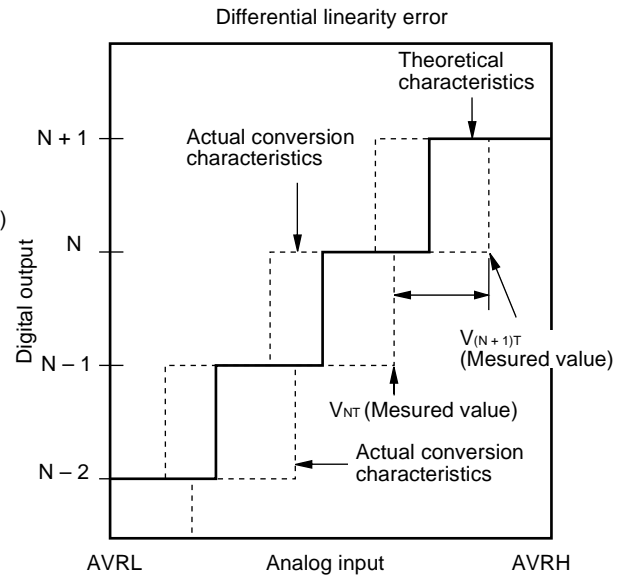 Differential linearity error
Theoretical
characteristics
N + 1
Actual conversion
characteristics
)
N
Digital output
V(N + 1)T
(Mesured value)
N – 1
VNT (Mesured value)
Actual conversion
characteristics
N – 2
AVRL
Analog input
AVRH